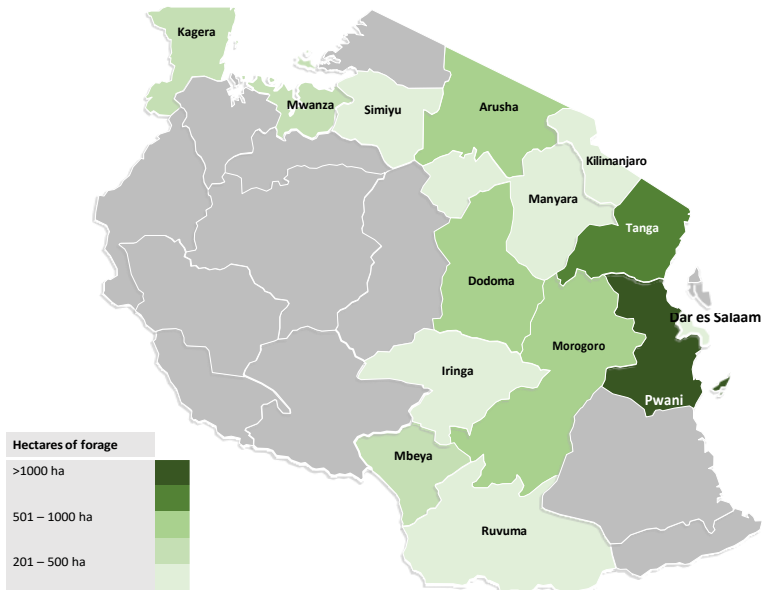 Kagera
Mwanza
Simiyu
Arusha
Kilimanjaro
Manyara
Tanga
Dodoma
Dar es Salaam
Morogoro
Iringa
Pwani
Mbeya
Ruvuma
Hectares of forage
>1000 ha
501 – 1000 ha
201 – 500 ha